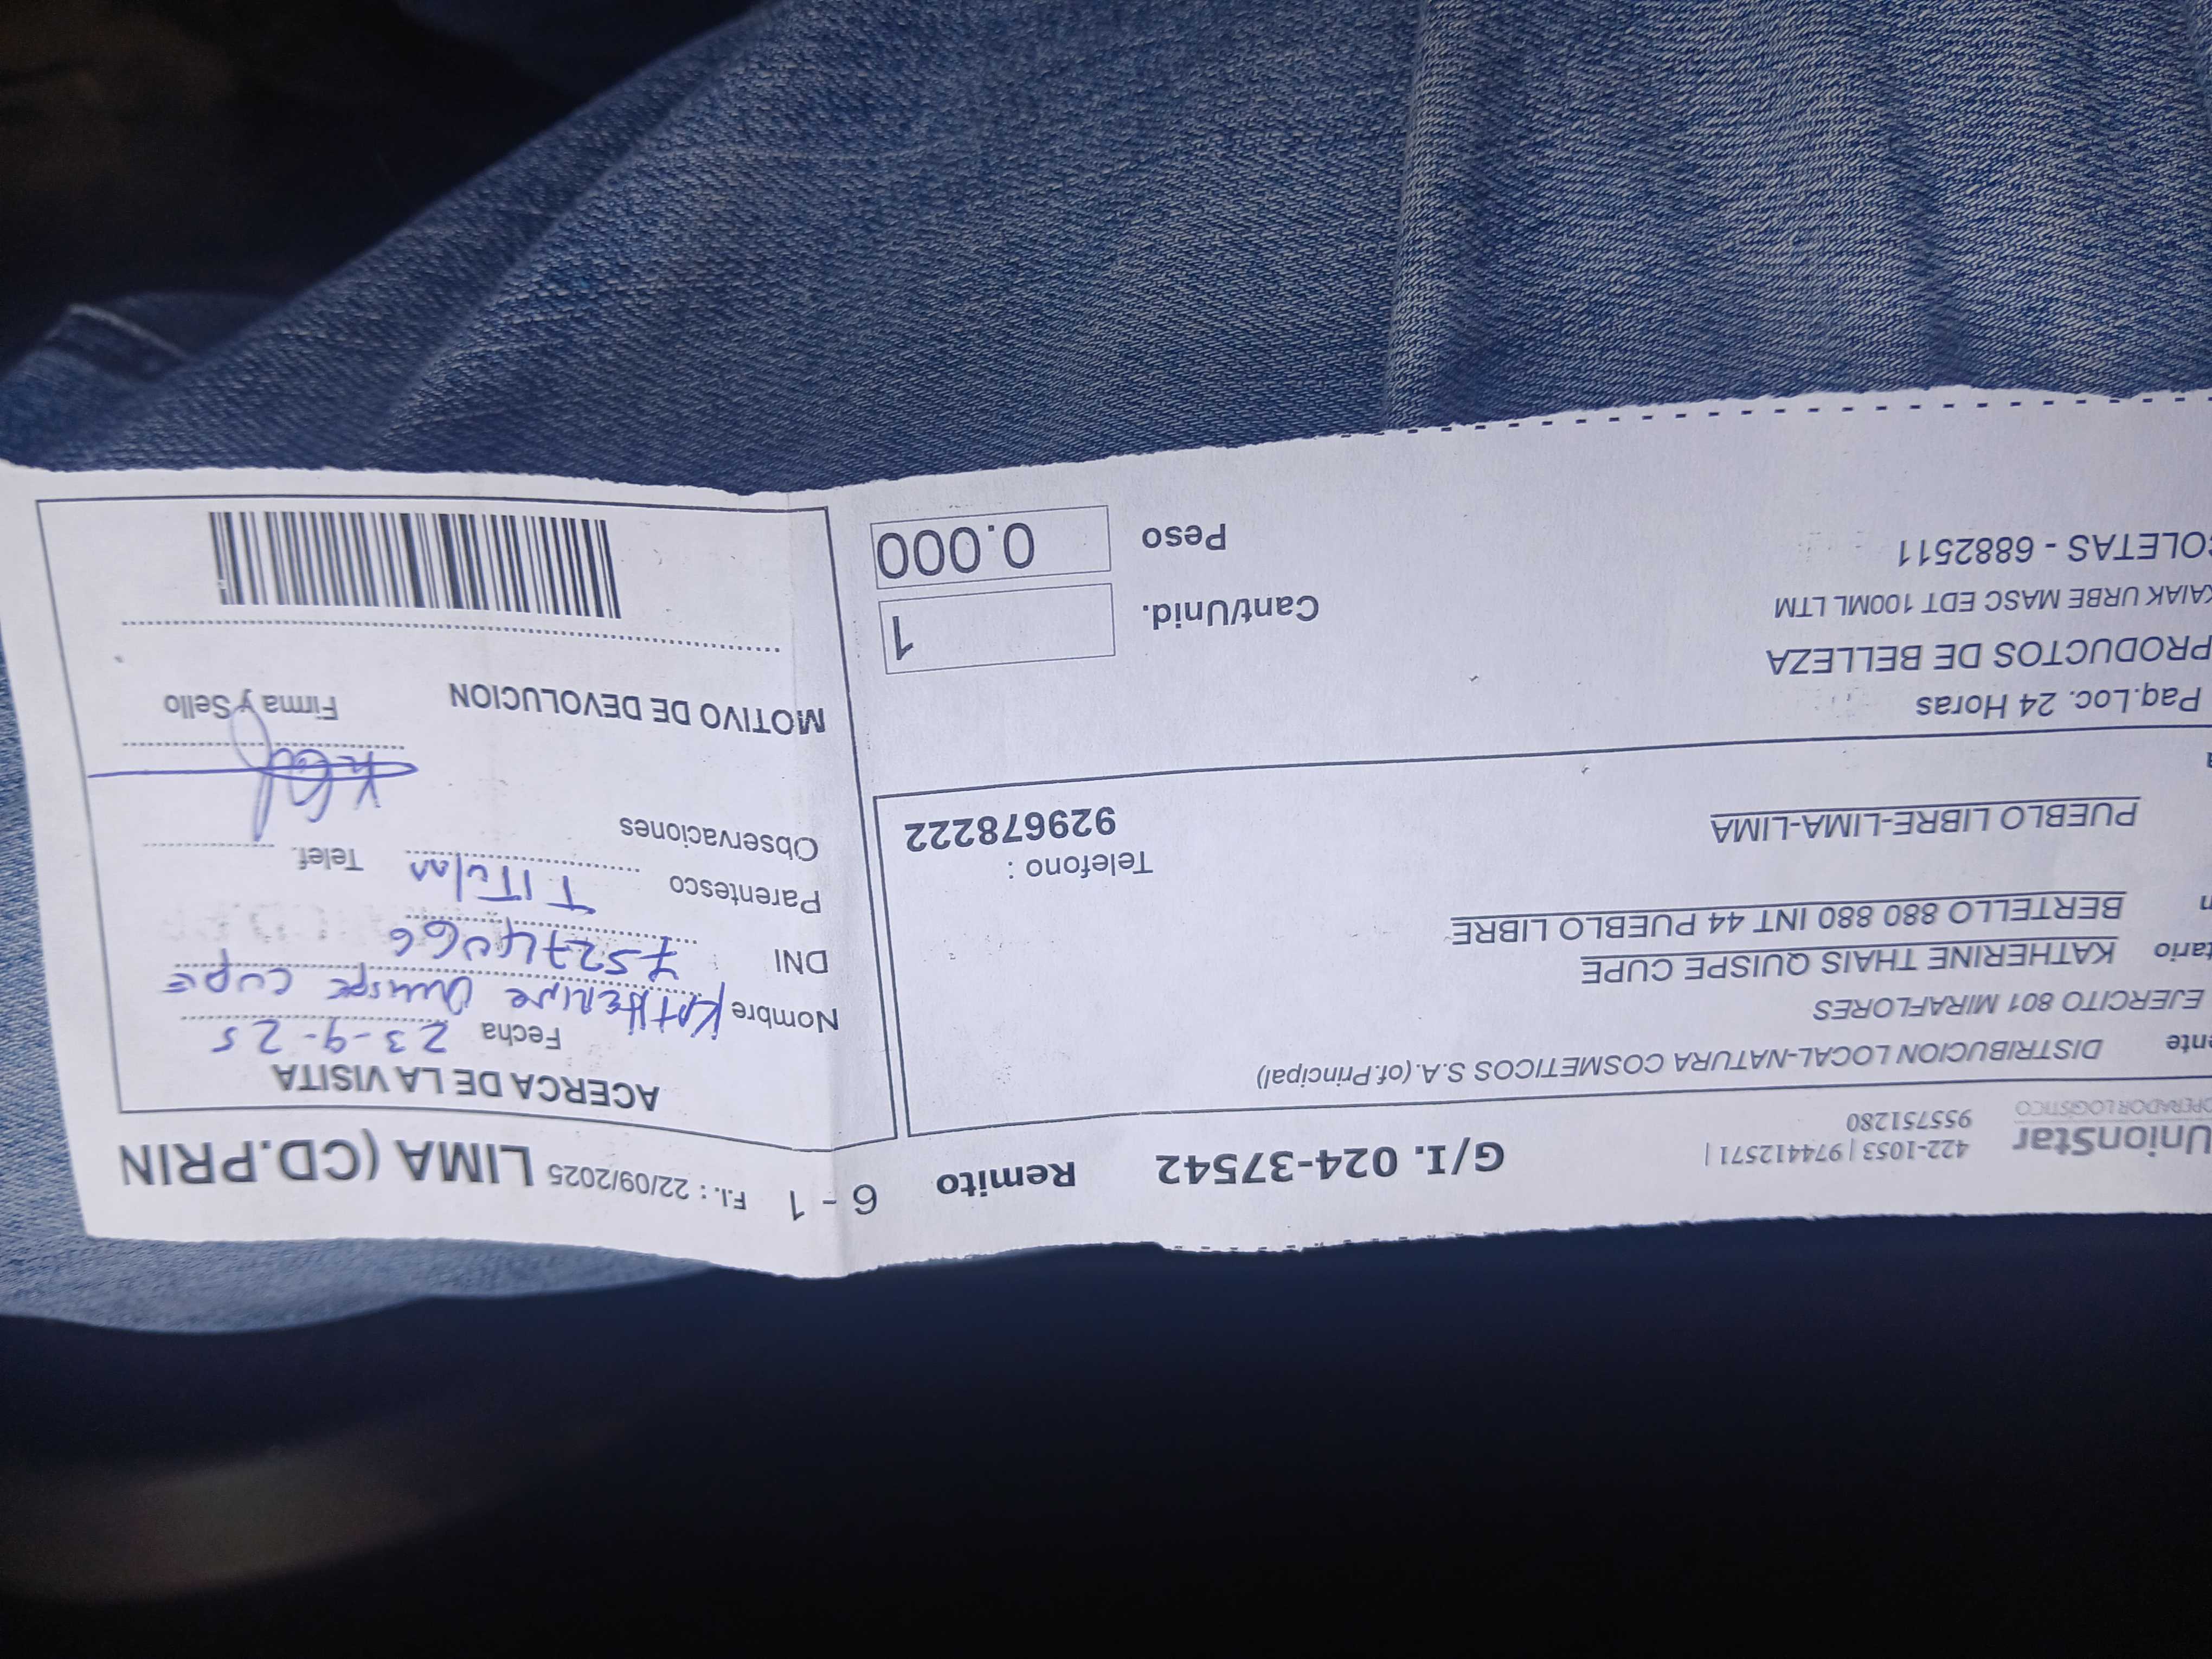 UnionStar
OPERADOR LOGISTICO
422-1053 | 974412571 |
955751280
G/I. 024-37542
Remito
6 - 1
F.I. : 22/09/2025
LIMA (CD.PRIN
DISTRIBUCION LOCAL-NATURA COSMETICOS S.A. (of.Principal)
EJERCITO 801 MIRAFLORES
KATHERINE THAIS QUISPE CUPE
BERTELLO 880 880 INT 44 PUEBLO LIBRE
PUEBLO LIBRE-LIMA-LIMA
Telefono :
929678222
Paq.Loc. 24 Horas
PRODUCTOS DE BELLEZA
KAIAK URBE MASC EDT 100ML LTM
OLETAS - 6882511
Cant/Unid. 1
Peso 0.000
ACERCA DE LA VISITA
Fecha 23-9-25
Nombre KATHERINE Quispe CUPE
DNI
Parentesco TITular Telef.
Observaciones
MOTIVO DE DEVOLUCION
Firma y Sello